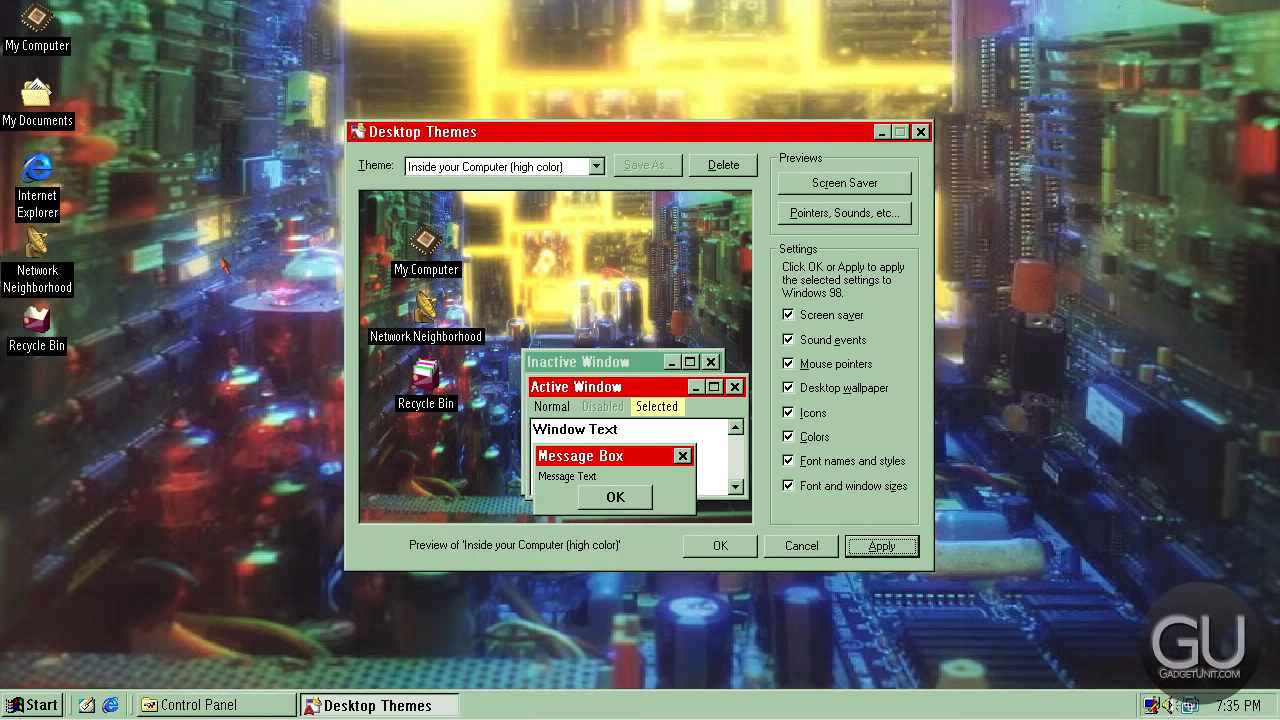 My Computer
My Documents
Internet
Explorer
Network
Neighborhood
Recycle Bin
Desktop Themes
Theme:
Inside your Computer (high color)
Save As...
Delete
Previews
Screen Saver
Pointers, Sounds, etc...
My Computer
Network Neighborhood
Recycle Bin
Inactive Window
Active Window
Normal Disabled Selected
Window Text
Message Box
Message Text
OK
Settings
Click OK or Apply to apply
the selected settings to
Windows 98.
Screen saver
Sound events
Mouse pointers
Desktop wallpaper
Icons
Colors
Font names and styles
Font and window sizes
Preview of 'Inside your Computer (high color)'
OK
Cancel
Apply
GU
GADGETUNIT.COM
Start
Control Panel
Desktop Themes
7:35 PM